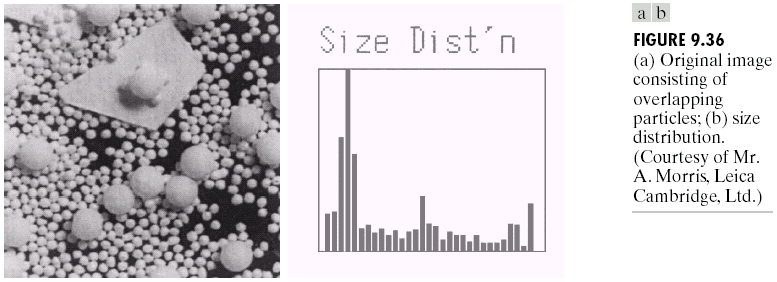 Size Dist'n
a b
FIGURE 9.36
(a) Original image
consisting of
overlapping
particles; (b) size
distribution.
(Courtesy of Mr.
A. Morris, Leica
Cambridge, Ltd.)